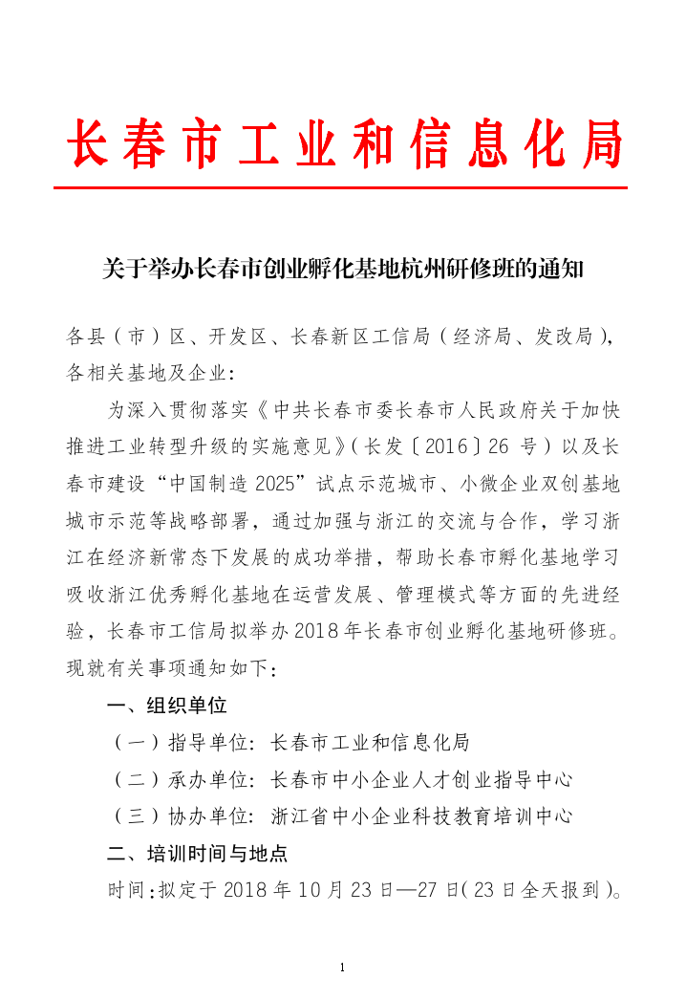 长春市工业和信息化局
关于举办长春市创业孵化基地杭州研修班的通知
各县（市）区、开发区、长春新区工信局（经济局、发改局），
各相关基地及企业：
为深入贯彻落实《中共长春市委长春市人民政府关于加快
推进工业转型升级的实施意见》（长发〔2016〕26 号）以及长
春市建设“中国制造 2025”试点示范城市、小微企业双创基地
城市示范等战略部署，通过加强与浙江的交流与合作，学习浙
江在经济新常态下发展的成功举措，帮助长春市孵化基地学习
吸收浙江优秀孵化基地在运营发展、管理模式等方面的先进经
验，长春市工信局拟举办 2018 年长春市创业孵化基地研修班。
现就有关事项通知如下：
一、组织单位
（一）指导单位：长春市工业和信息化局
（二）承办单位：长春市中小企业人才创业指导中心
（三）协办单位：浙江省中小企业科技教育培训中心
二、培训时间与地点
时间：拟定于 2018 年 10 月 23 日—27 日（23 日全天报到）。
1